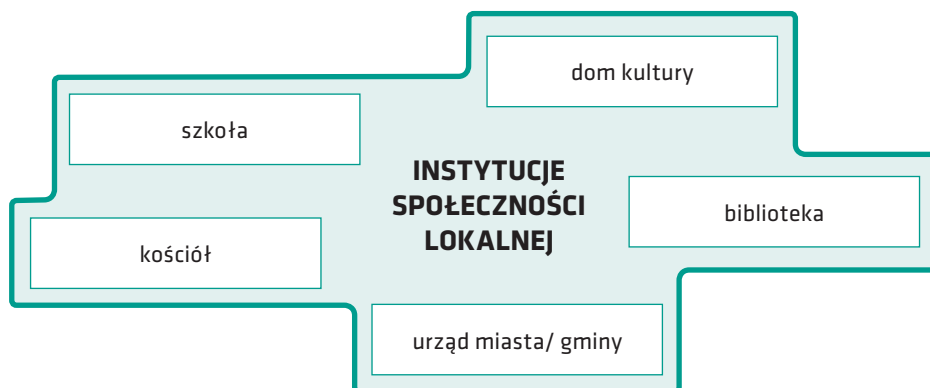 dom kultury
szkoła
INSTYTUCJE
SPOŁECZNOŚCI
LOKALNEJ
biblioteka
kościół
urząd miasta/ gminy